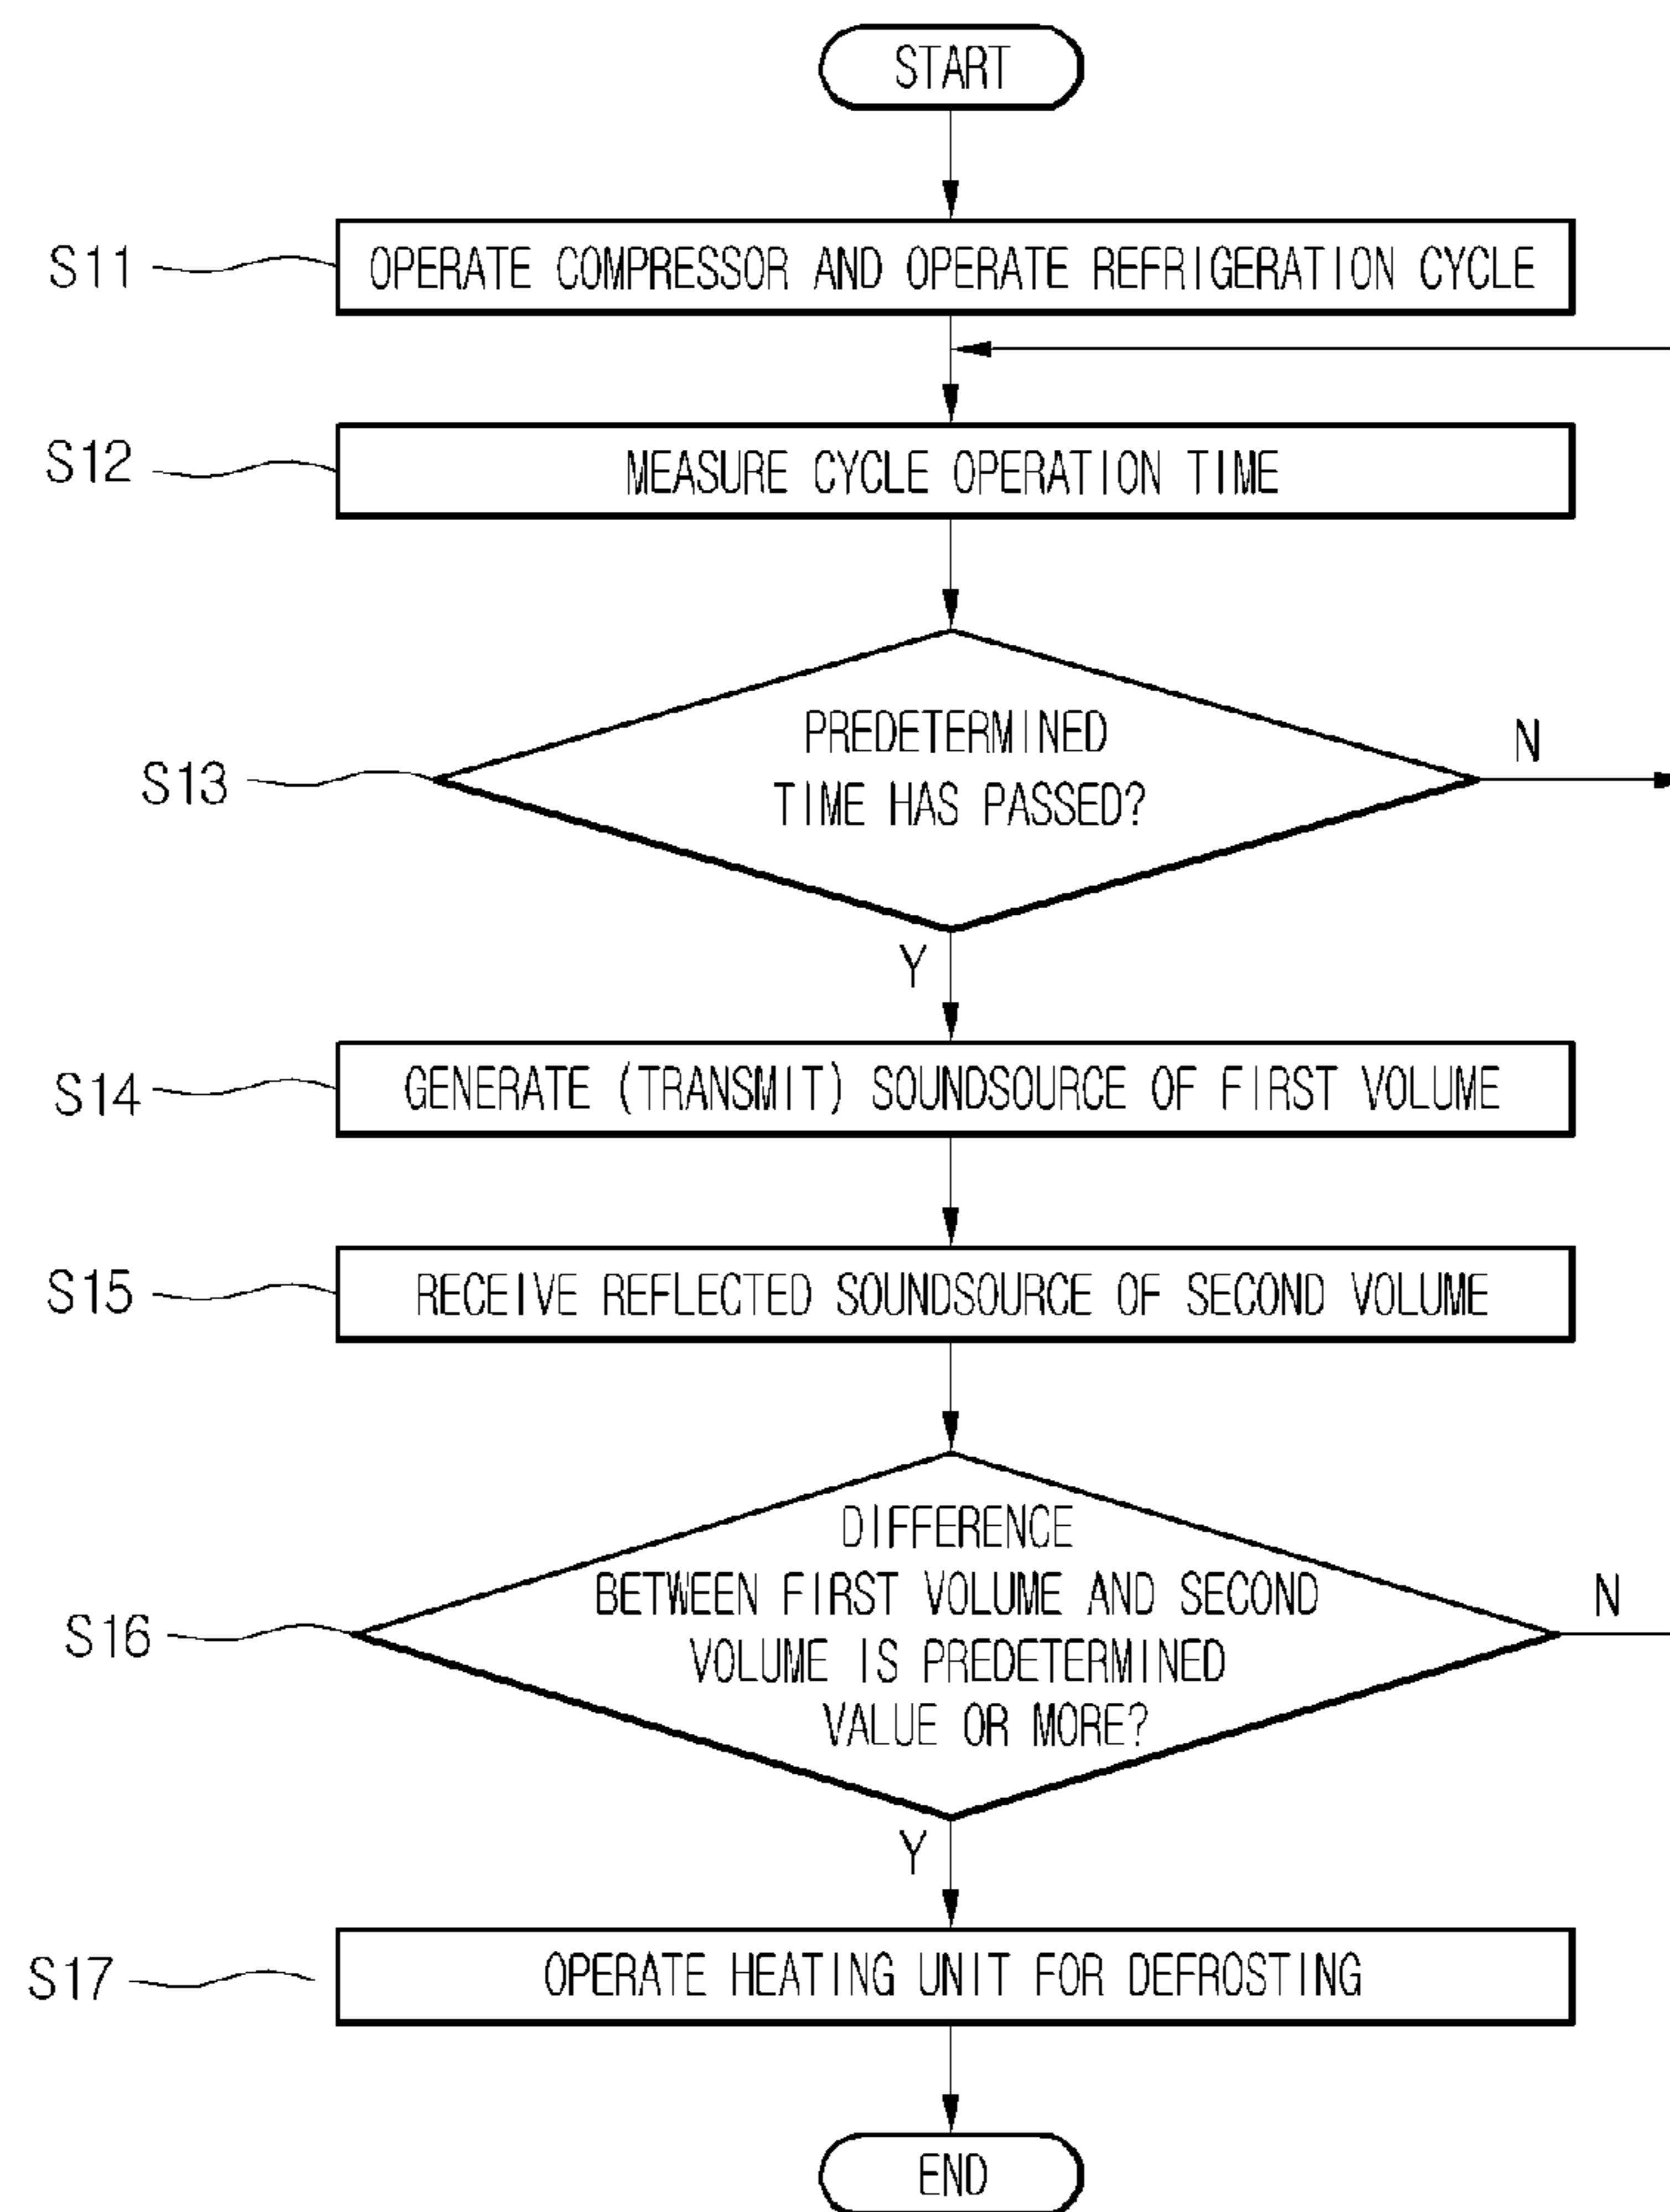 START
S11
OPERATE COMPRESSOR AND OPERATE REFRIGERATION CYCLE
S12
MEASURE CYCLE OPERATION TIME
S13
PREDETERMINED
TIME HAS PASSED?
N
Y
S14
GENERATE (TRANSMIT) SOUNDSOURCE OF FIRST VOLUME
S15
RECEIVE REFLECTED SOUNDSOURCE OF SECOND VOLUME
S16
DIFFERENCE
BETWEEN FIRST VOLUME AND SECOND
VOLUME IS PREDETERMINED
VALUE OR MORE?
N
Y
S17
OPERATE HEATING UNIT FOR DEFROSTING
END